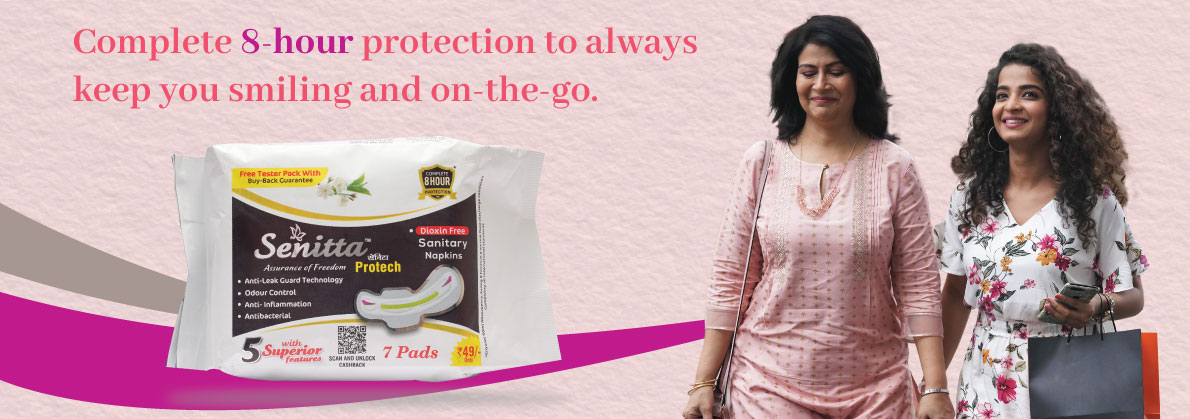 Complete 8-hour protection to always
keep you smiling and on-the-go.
Free Tester Pack With
Buy-Back Guarantee
COMPLETE
8 HOUR
PROTECTION
Senitta™
सेनिटा
Assurance of Freedom
Protech
• Dioxin Free
Sanitary
Napkins
• Anti-Leak Guard Technology
• Odour Control
• Anti- Inflammation
• Antibacterial
5 with
Superior
features
SCAN AND UNLOCK
CASHBACK
7 Pads
₹49/-